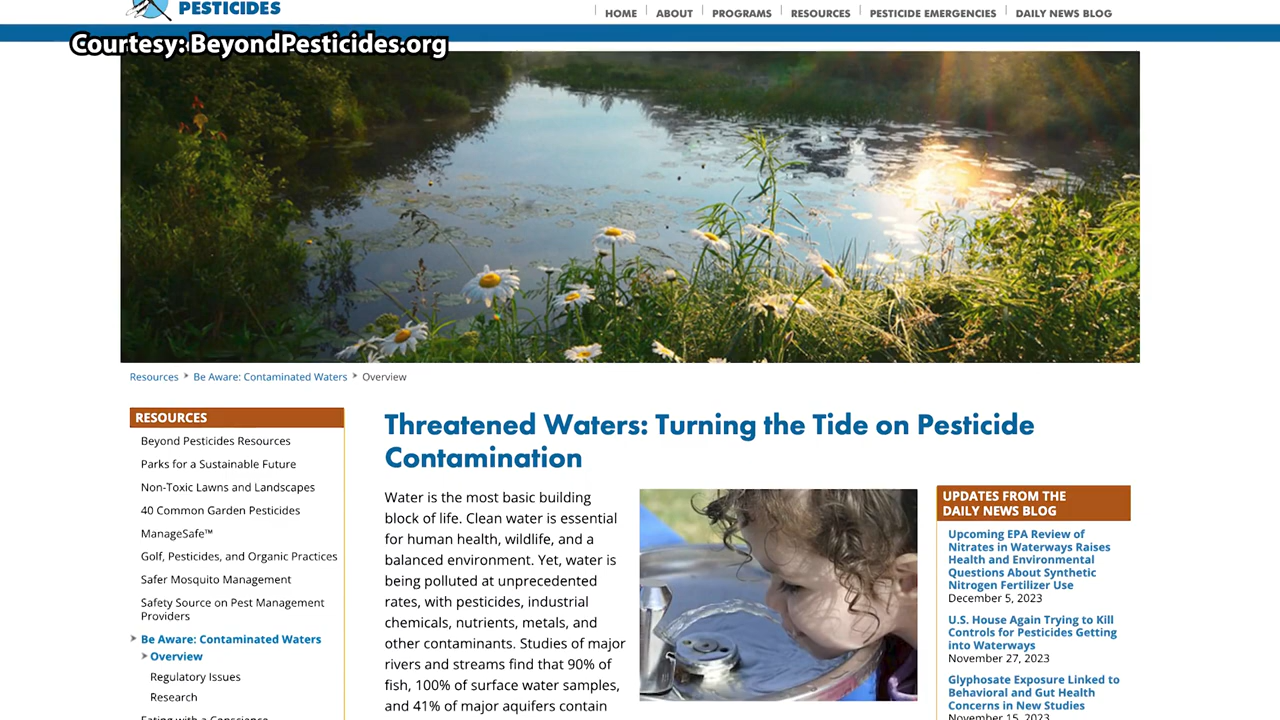 PESTICIDES
HOME
ABOUT
PROGRAMS
RESOURCES
PESTICIDE EMERGENCIES
DAILY NEWS BLOG
Courtesy: BeyondPesticides.org
Resources > Be Aware: Contaminated Waters > Overview
RESOURCES
Beyond Pesticides Resources
Parks for a Sustainable Future
Non-Toxic Lawns and Landscapes
40 Common Garden Pesticides
ManageSafe™
Golf, Pesticides, and Organic Practices
Safer Mosquito Management
Safety Source on Pest Management
Providers
Be Aware: Contaminated Waters
Overview
Regulatory Issues
Research
Eating with a Conscience
Threatened Waters: Turning the Tide on Pesticide
Contamination
Water is the most basic building
block of life. Clean water is essential
for human health, wildlife, and a
balanced environment. Yet, water is
being polluted at unprecedented
rates, with pesticides, industrial
chemicals, nutrients, metals, and
other contaminants. Studies of major
rivers and streams find that 90% of
fish, 100% of surface water samples,
and 41% of major aquifers contain
UPDATES FROM THE
DAILY NEWS BLOG
Upcoming EPA Review of
Nitrates in Waterways Raises
Health and Environmental
Questions About Synthetic
Nitrogen Fertilizer Use
December 5, 2023
U.S. House Again Trying to Kill
Controls for Pesticides Getting
into Waterways
November 27, 2023
Glyphosate Exposure Linked to
Behavioral and Gut Health
Concerns in New Studies
November 15, 2023